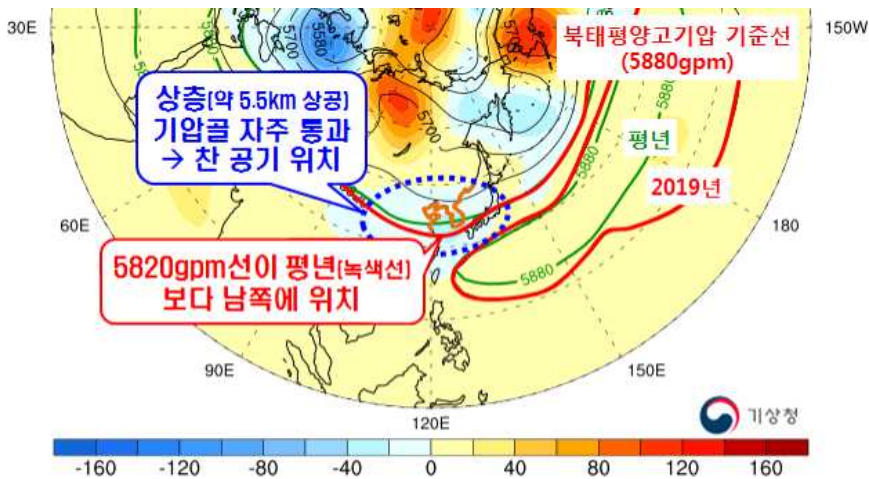 30E
150W
5700
5580
5700
5880
북태평양고기압 기준선
(5880gpm)
상층(약 5.5km 상공)
기압골 자주 통과
→ 찬 공기 위치
5700
5880
5880
평년
2019년
60E
180
5820gpm선이 평년(녹색선)
보다 남쪽에 위치
5880
90E
150E
120E
기상청
-160 -120 -80 -40 0 40 80 120 160